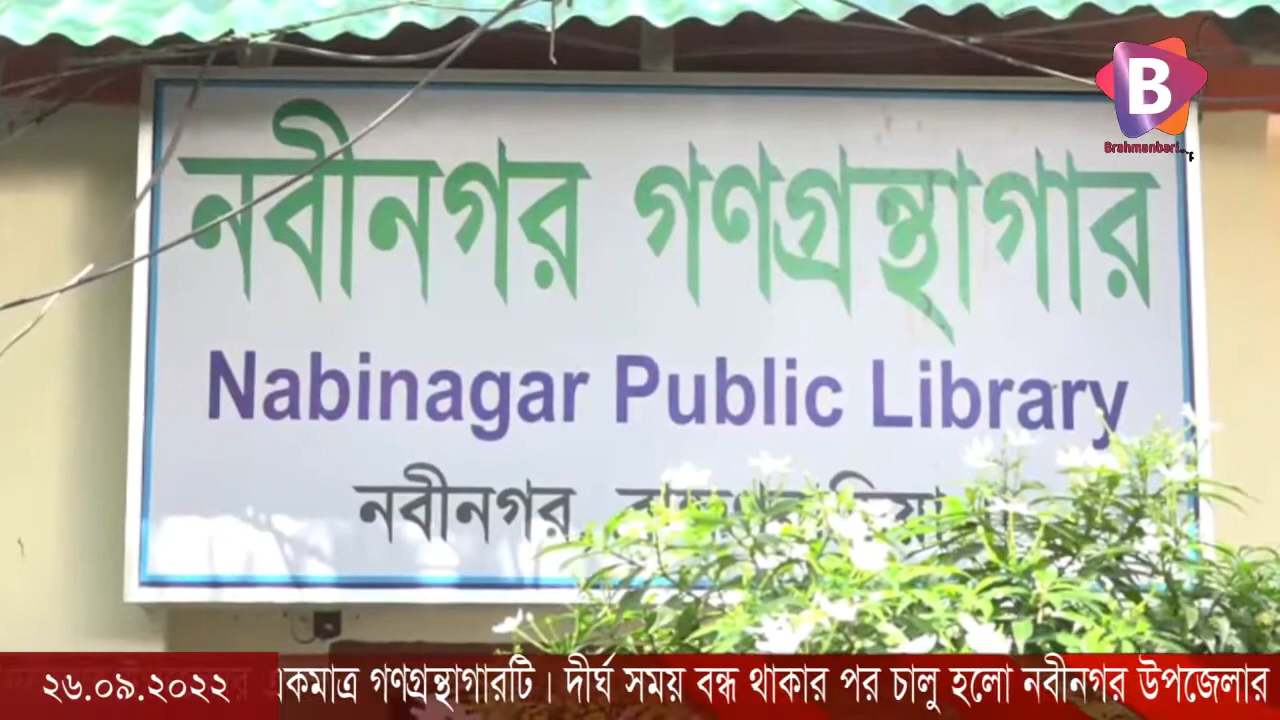 B
Brahmanbari
নবীনগর গণগ্রন্থাগার
Nabinagar Public Library
নবীনগর
২৬.০৯.২০২২
একমাত্র গণগ্রন্থাগারটি। দীর্ঘ সময় বন্ধ থাকার পর চালু হলো নবীনগর উপজেলার